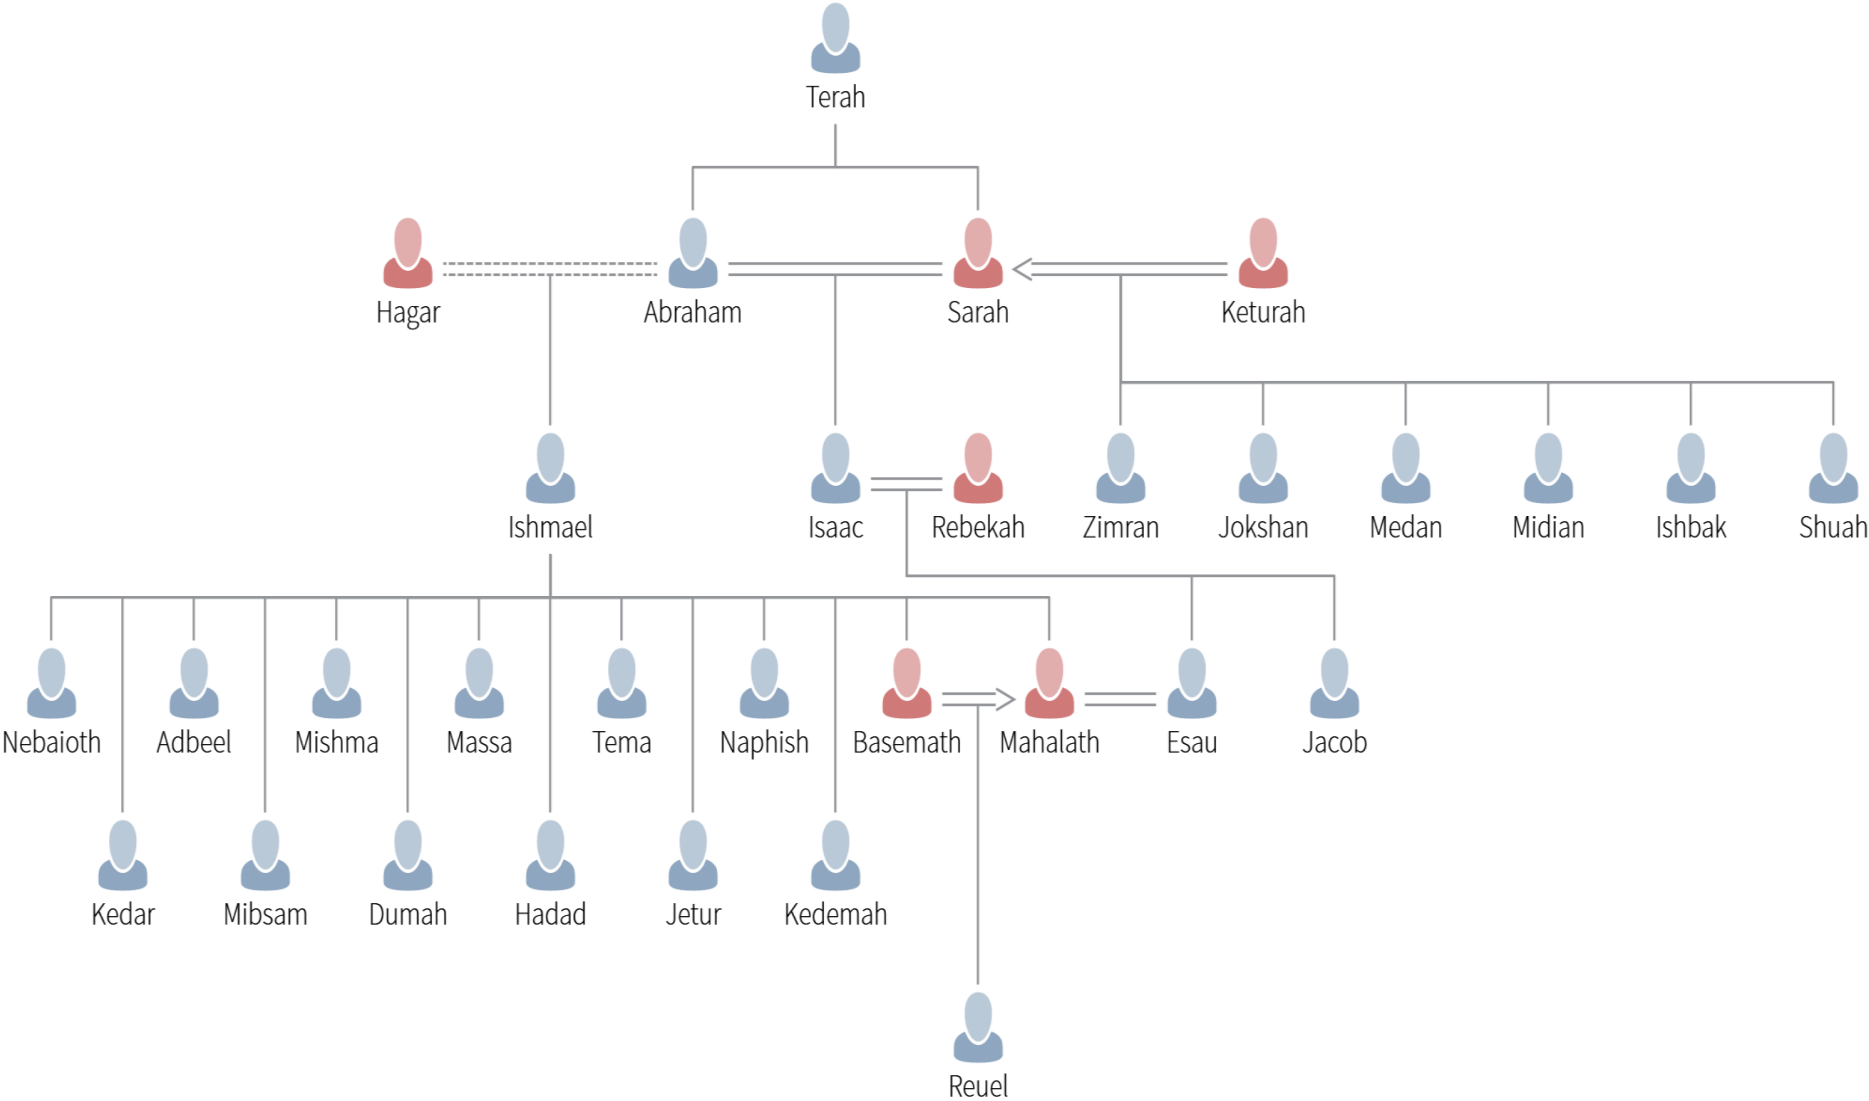 Terah
Hagar
Abraham
Sarah
Keturah
Ishmael
Isaac
Rebekah
Zimran
Jokshan
Medan
Midian
Ishbak
Shuah
Nebaioth
Adbeel
Mishma
Massa
Tema
Naphish
Basemath
Mahalath
Esau
Jacob
Kedar
Mibsam
Dumah
Hadad
Jetur
Kedemah
Reuel